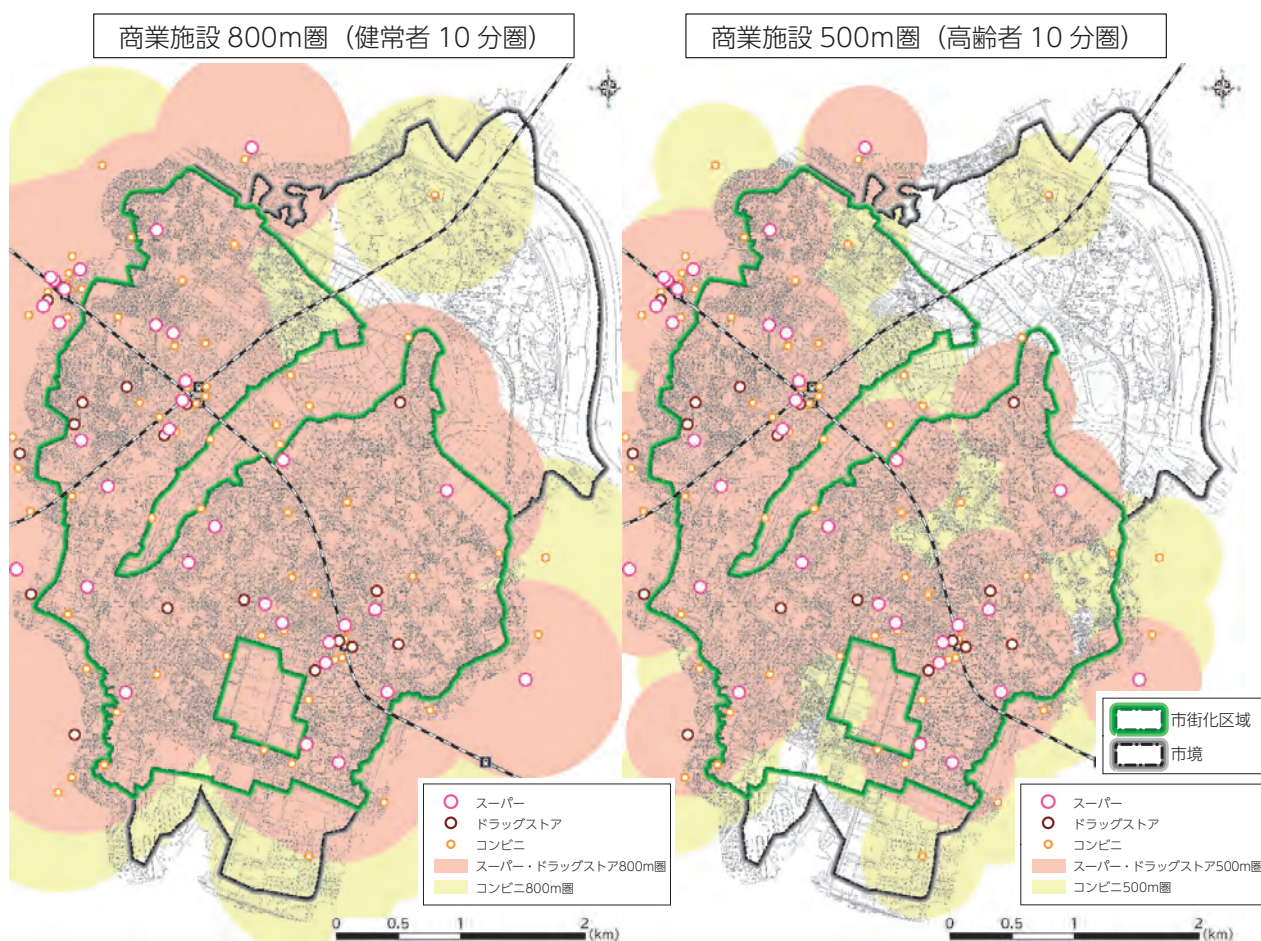 商業施設 800m圏（健常者 10 分圏）
スーパー
ドラッグストア
コンビニ
スーパー・ドラッグストア800m圏
コンビニ800m圏
0 0.5 1 2 (km)
商業施設 500m圏（高齢者 10 分圏）
市街化区域
市境
スーパー
ドラッグストア
コンビニ
スーパー・ドラッグストア500m圏
コンビニ500m圏
0 0.5 1 2 (km)